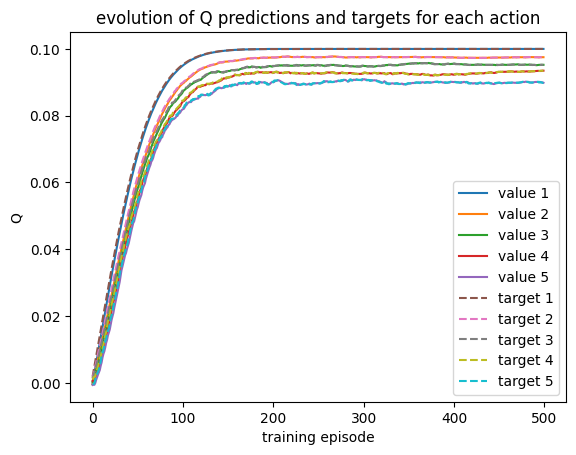 evolution of Q predictions and targets for each action
0.10
0.08
0.06
0.04
0.02
0.00
Q
0
100
200
300
400
500
training episode
value 1
value 2
value 3
value 4
value 5
target 1
target 2
target 3
target 4
target 5